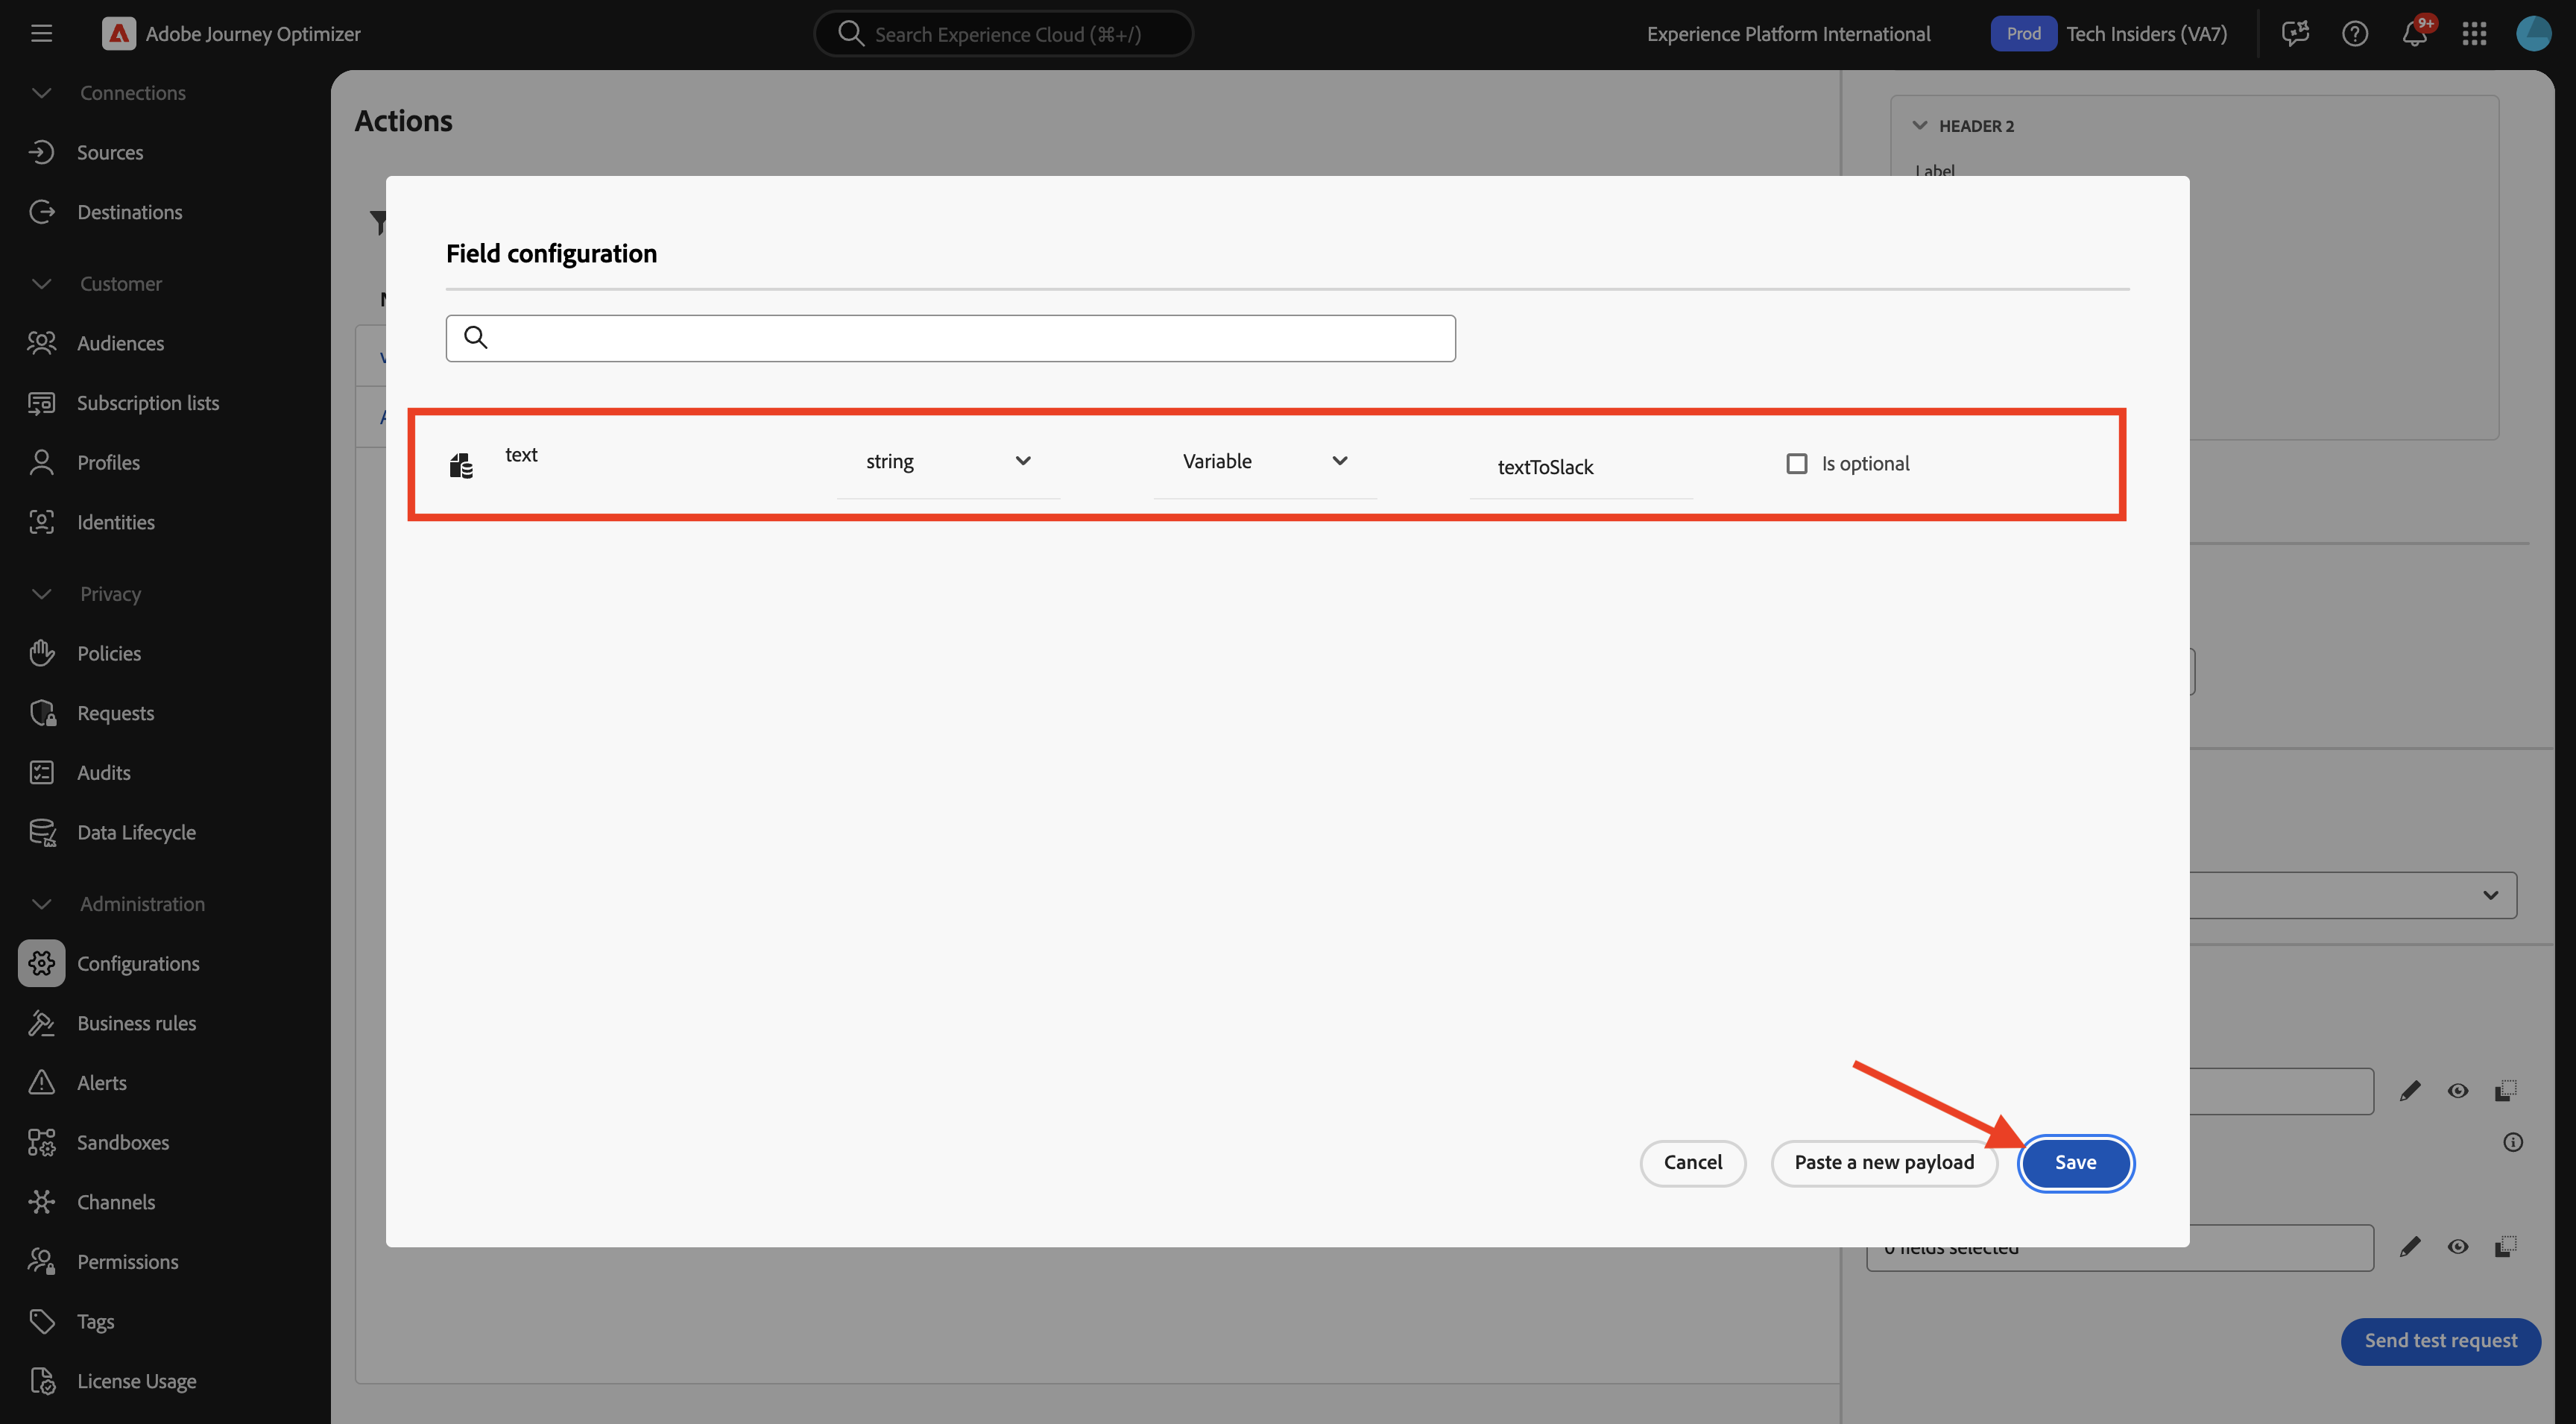 Adobe Journey Optimizer
Search Experience Cloud (⌘+/)
Experience Platform International
Prod
Tech Insiders (VA7)
9+
Connections
Sources
Destinations
Customer
Audiences
Subscription lists
Profiles
Identities
Privacy
Policies
Requests
Audits
Data Lifecycle
Administration
Configurations
Business rules
Alerts
Sandboxes
Channels
Permissions
Tags
License Usage
Actions
HEADER 2
Label
Field configuration
text
string
Variable
textToSlack
Is optional
Cancel
Paste a new payload
Save
0 fields selected
Send test request